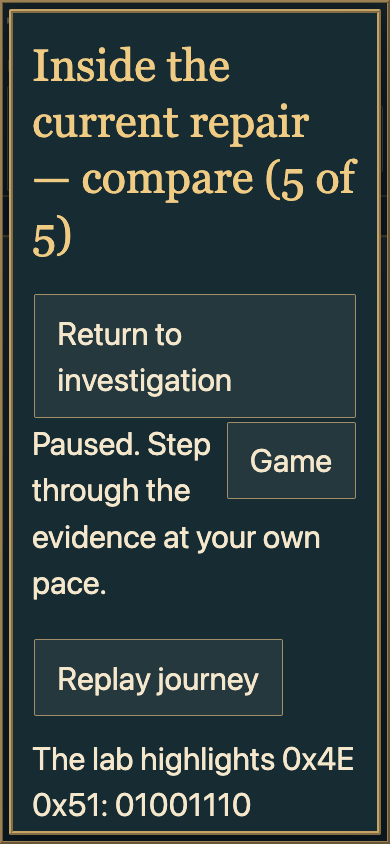 Inside the
current repair
— compare (5 of
5)
Return to
investigation
Paused. Step
Game
through the
evidence at your own
pace.
Replay journey
The lab highlights 0x4E
0x51: 01001110